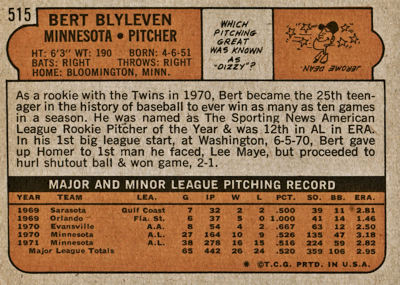 515
BERT BLYLEVEN
MINNESOTA • PITCHER
HT: 6'3" WT: 190 BORN: 4-6-51
BATS: RIGHT THROWS: RIGHT
HOME: BLOOMINGTON, MINN.
WHICH
PITCHING
GREAT
WAS KNOWN
AS
"DIZZY"?
JEROME DEAN
As a rookie with the Twins in 1970, Bert became the 25th teen-
ager in the history of baseball to ever win as many as ten games
in a season. He was named as The Sporting News American
League Rookie Pitcher of the Year & was 12th in AL in ERA.
In his 1st big league start, at Washington, 6-5-70, Bert gave
up Homer to 1st man he faced, Lee Maye, but proceeded to
hurl shutout ball & won game, 2-1.
MAJOR AND MINOR LEAGUE PITCHING RECORD
YEAR TEAM LEA. G IP W L PCT. SO. BB. ERA.
1969 Sarasota Gulf Coast 7 32 2 2 .500 39 11 2.81
1969 Orlando Fla. St. 6 37 5 0 1.000 41 14 1.46
1970 Evansville A.A. 8 54 4 2 .667 63 12 2.50
1970 Minnesota A.L. 27 164 10 9 .526 135 47 3.18
1971 Minnesota A.L. 38 278 16 15 .516 224 59 2.82
Major League Totals 65 442 26 24 .520 359 106 2.95
* ©T.C.G. PRTD. IN U.S.A.